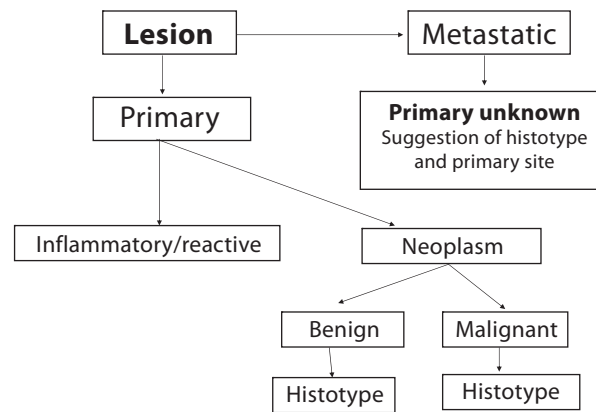 Lesion
Metastatic
Primary
Primary unknown
Suggestion of histotype
and primary site
Inflammatory/reactive
Neoplasm
Benign
Malignant
Histotype
Histotype